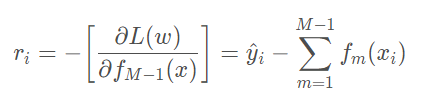 r_i = -\left[ \frac{\partial L(w)}{\partial f_{M-1}(x)} \right] = \hat{y}_i - \sum_{m=1}^{M-1} f_m(x_i)